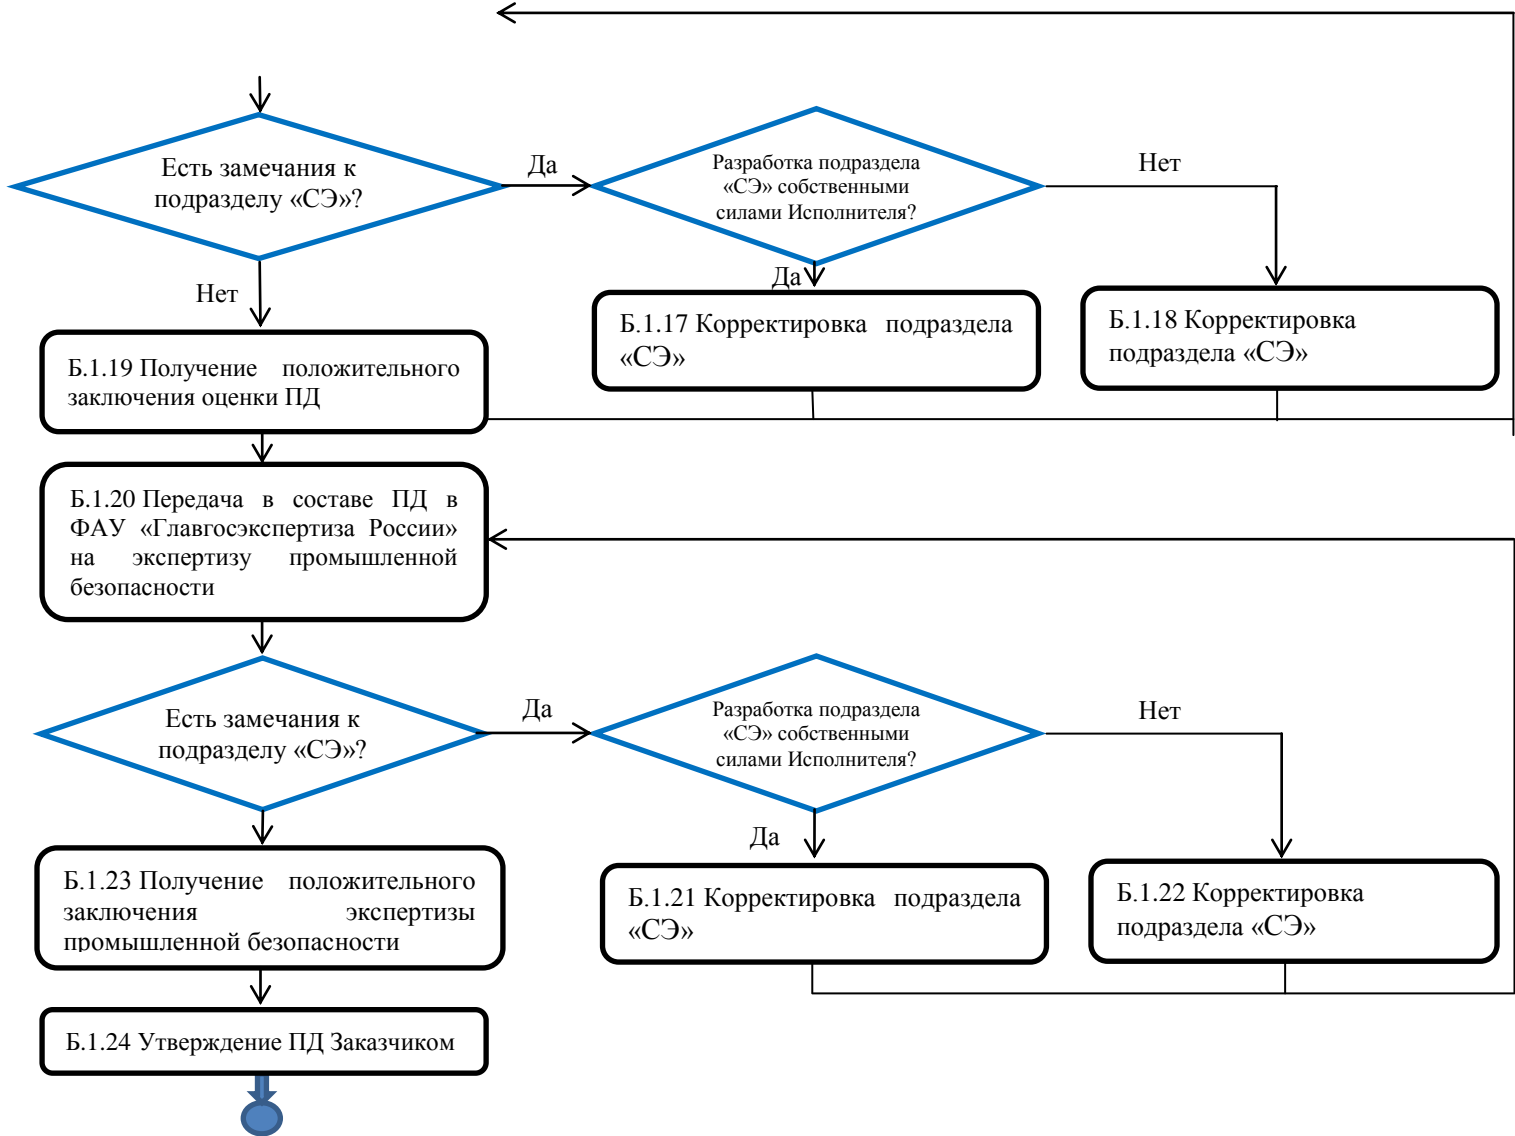 Есть замечания к
подразделу «СЭ»?
Да
Разработка подраздела
«СЭ» собственными
силами Исполнителя?
Нет
Нет
Да
Б.1.17 Корректировка подраздела
«СЭ»
Б.1.18 Корректировка
подраздела «СЭ»
Б.1.19 Получение положительного
заключения оценки ПД
Б.1.20 Передача в составе ПД в
ФАУ «Главгосэкспертиза России»
на экспертизу промышленной
безопасности
Есть замечания к
подразделу «СЭ»?
Да
Разработка подраздела
«СЭ» собственными
силами Исполнителя?
Нет
Да
Б.1.23 Получение положительного
заключения экспертизы
промышленной безопасности
Б.1.21 Корректировка подраздела
«СЭ»
Б.1.22 Корректировка
подраздела «СЭ»
Б.1.24 Утверждение ПД Заказчиком